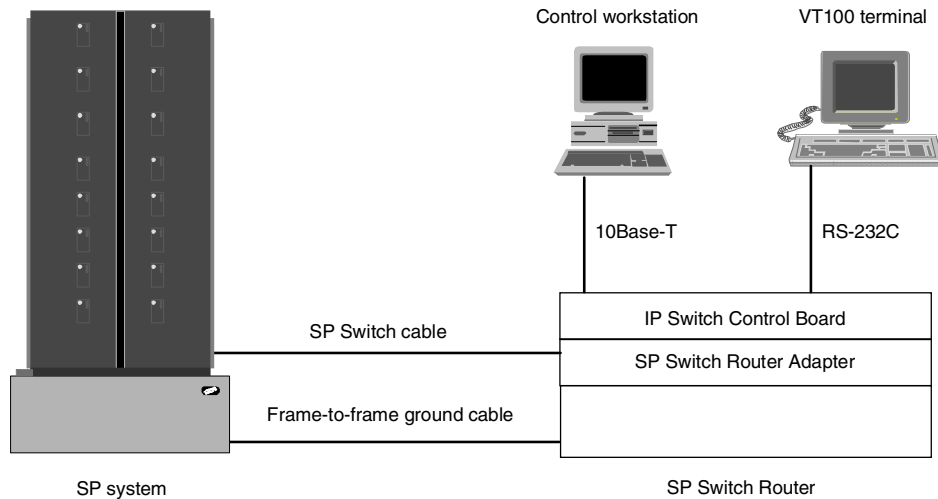 Control workstation
VT100 terminal
10Base-T
RS-232C
IP Switch Control Board
SP Switch cable
SP Switch Router Adapter
Frame-to-frame ground cable
SP system
SP Switch Router